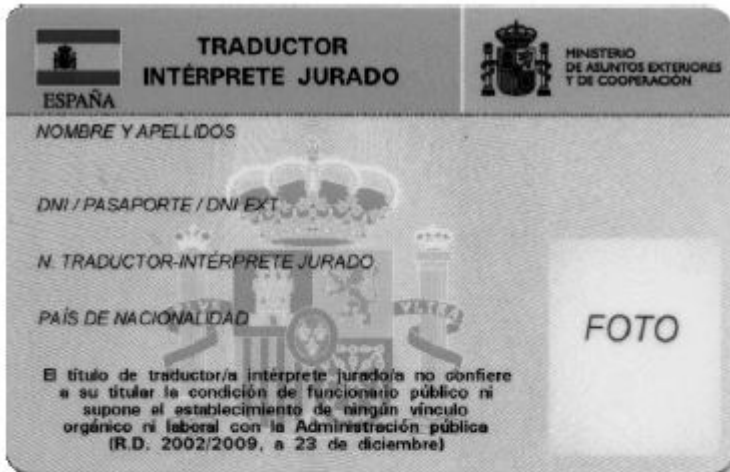 TRADUCTOR
INTÉRPRETE JURADO
ESPAÑA
MINISTERIO
DE ASUNTOS EXTERIORES
Y DE COOPERACIÓN
NOMBRE Y APELLIDOS
DNI / PASAPORTE / DNI EXT
N. TRADUCTOR-INTÉRPRETE JURADO
PAÍS DE NACIONALIDAD
FOTO
El título de traductor/a intérprete jurado/a no confiere
a su titular la condición de funcionario público ni
supone el establecimiento de ningún vínculo
orgánico ni laboral con la Administración pública
(R.D. 2002/2009, a 23 de diciembre)